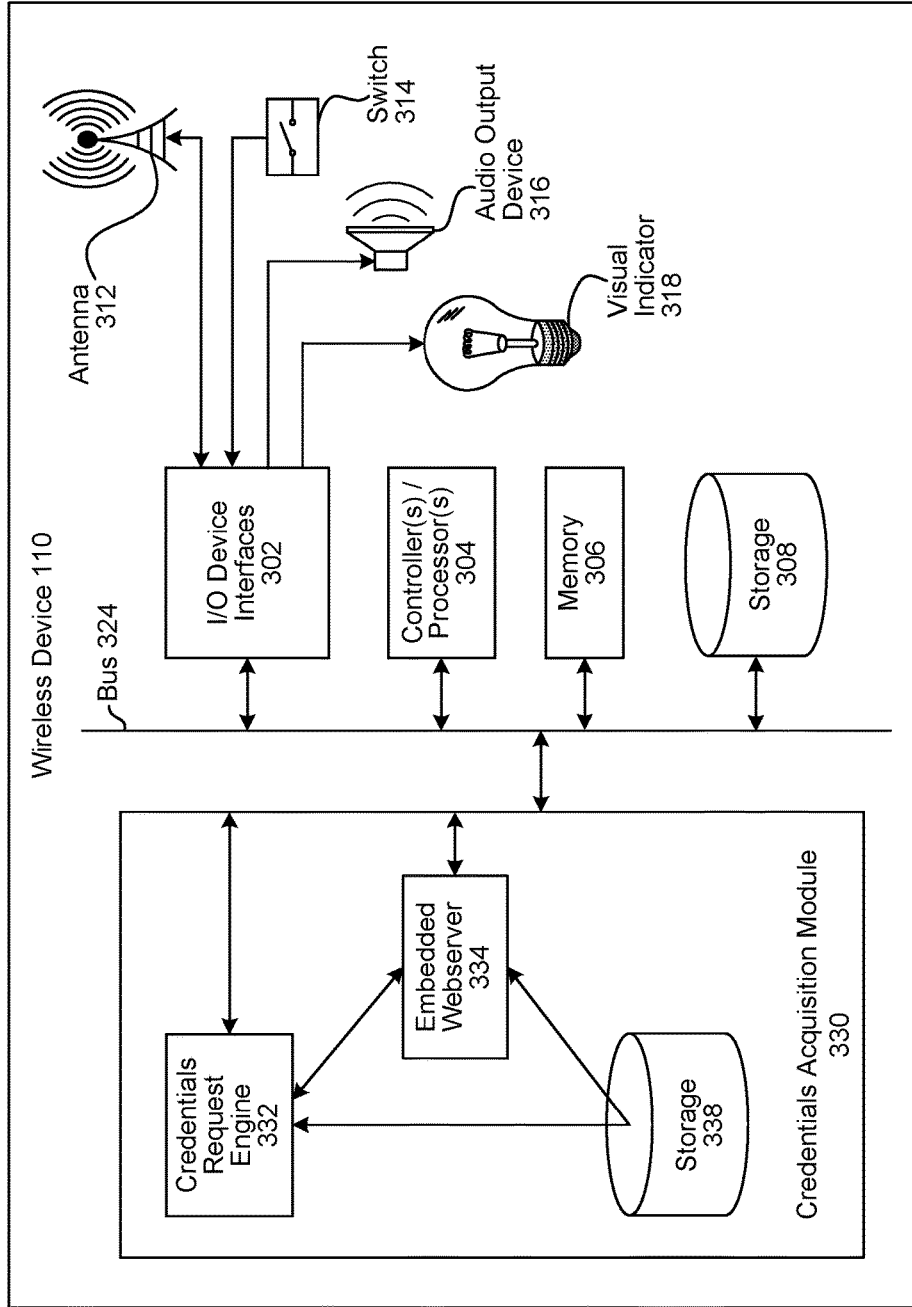 Wireless Device 110
Bus 324
Antenna
312
Switch
314
Audio Output
Device
316
Visual
Indicator
318
I/O Device
Interfaces
302
Controller(s) /
Processor(s)
304
Memory
306
Storage
308
Credentials
Request
Engine
332
Embedded
Webserver
334
Storage
338
Credentials Acquisition Module
330